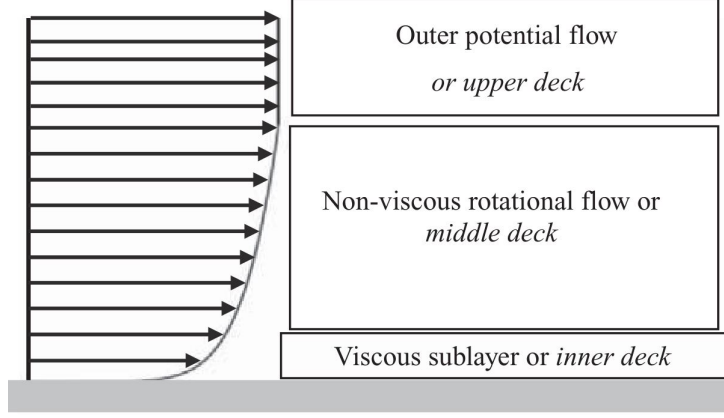 Outer potential flow
or upper deck
Non-viscous rotational flow or
middle deck
Viscous sublayer or inner deck